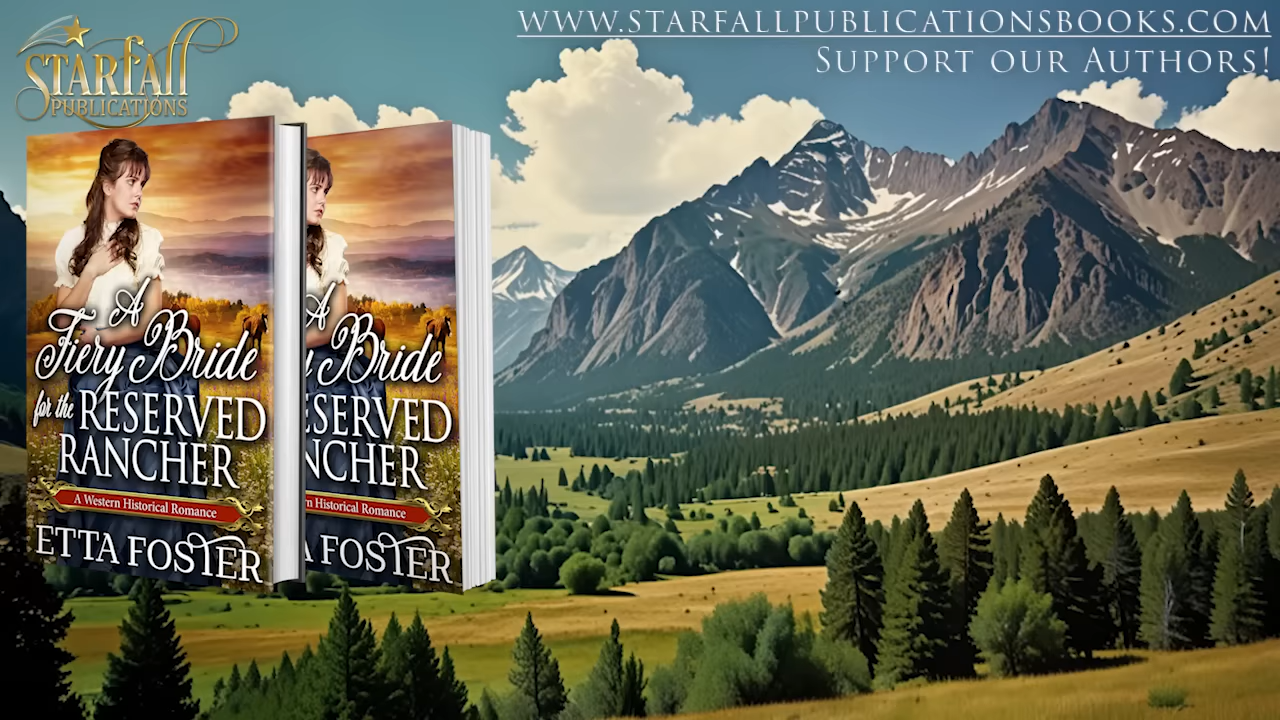 STARFALL
PUBLICATIONS
WWW.STARFALLPUBLICATIONSBOOKS.COM
SUPPORT OUR AUTHORS!
A
Fiery Bride
for the RESERVED
RANCHER
A Western Historical Romance
ETTA FOSTER
A
Bride
ESERVED
NCHER
n Historical Romance
A FOSTER